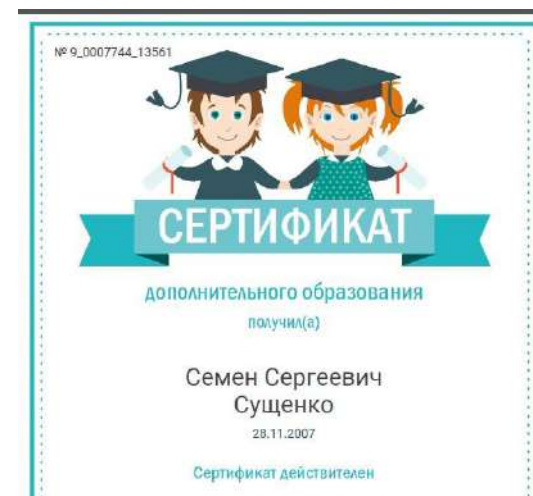 № 9_0007744_13561
СЕРТИФИКАТ
дополнительного образования
получил(а)
Семен Сергеевич
Сущенко
28.11.2007
Сертификат действителен